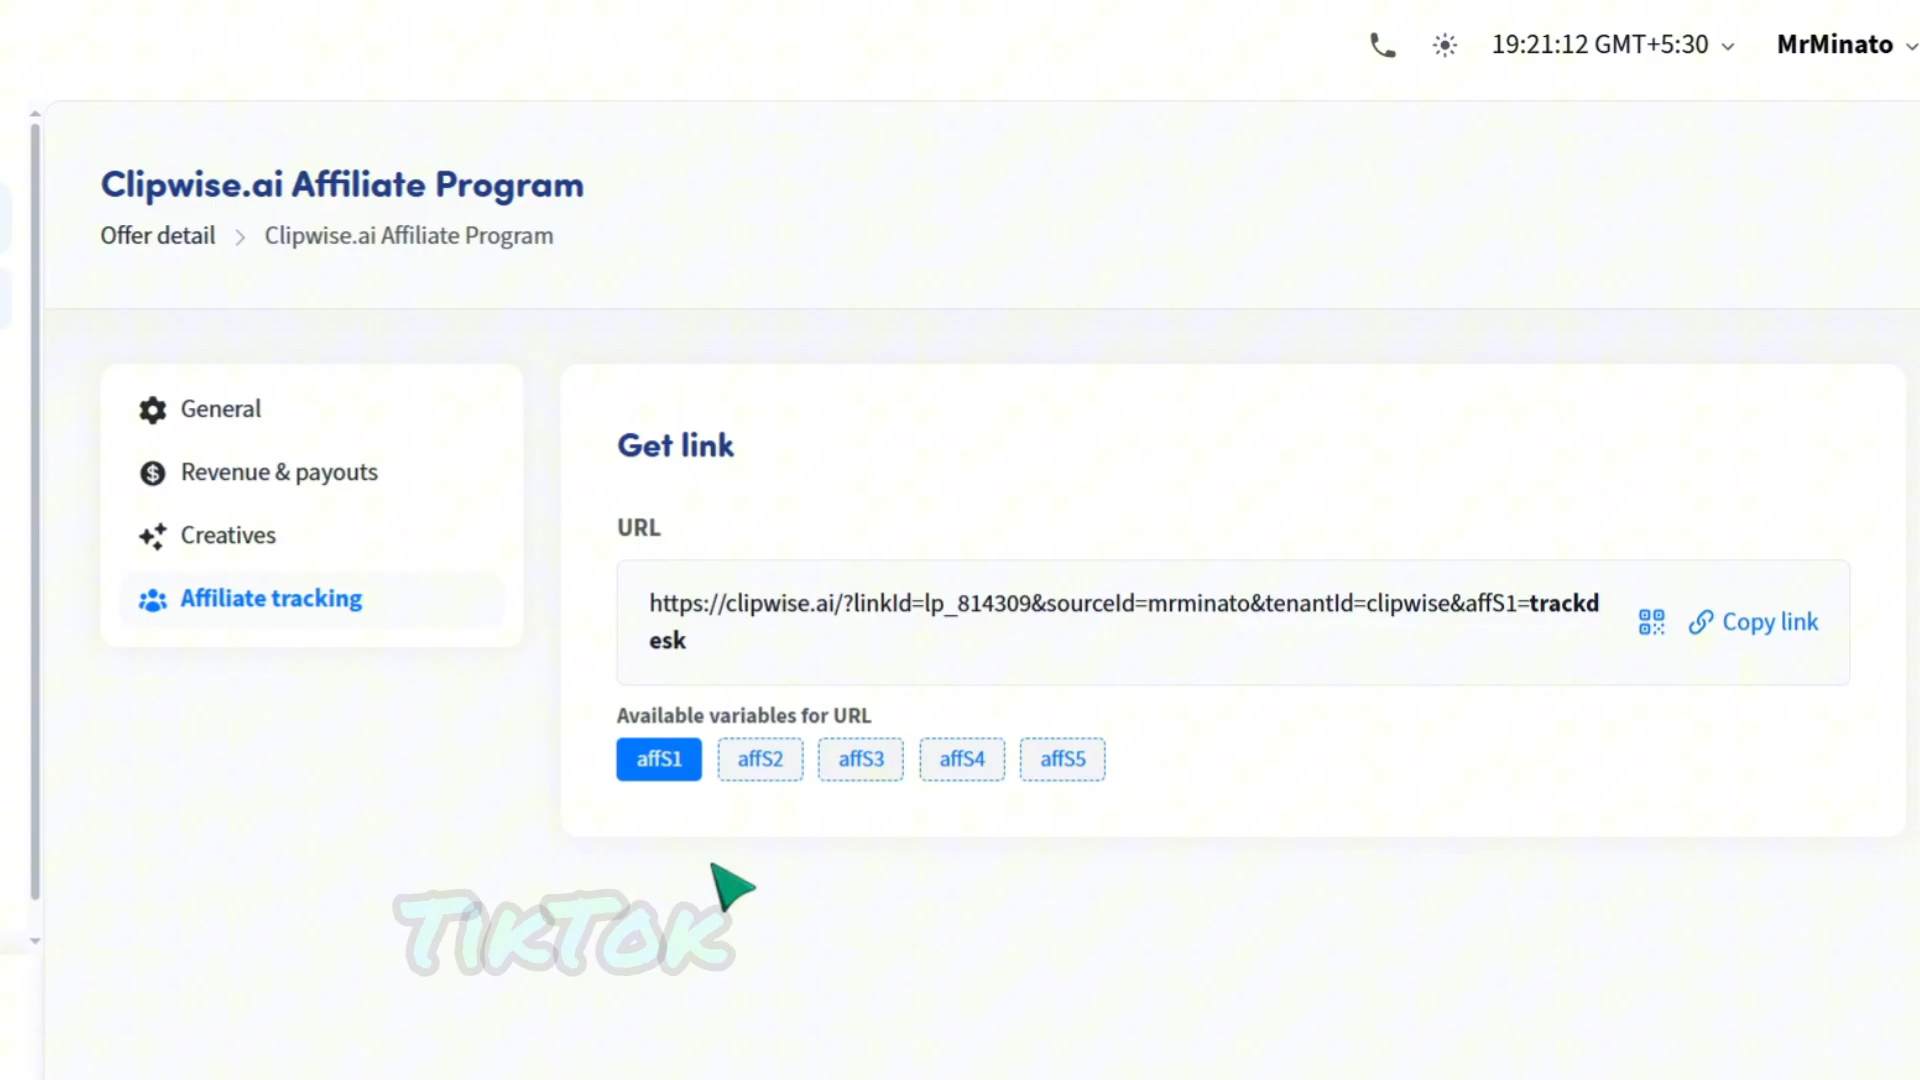 19:21:12 GMT+5:30
MrMinato
Clipwise.ai Affiliate Program
Offer detail
Clipwise.ai Affiliate Program
General
Revenue & payouts
Creatives
Affiliate tracking
Get link
URL
https://clipwise.ai/?linkId=lp_814309&sourceId=mrminato&tenantId=clipwise&affS1=trackd
esk
Copy link
Available variables for URL
affS1 affS2 affS3 affS4 affS5
TikTok